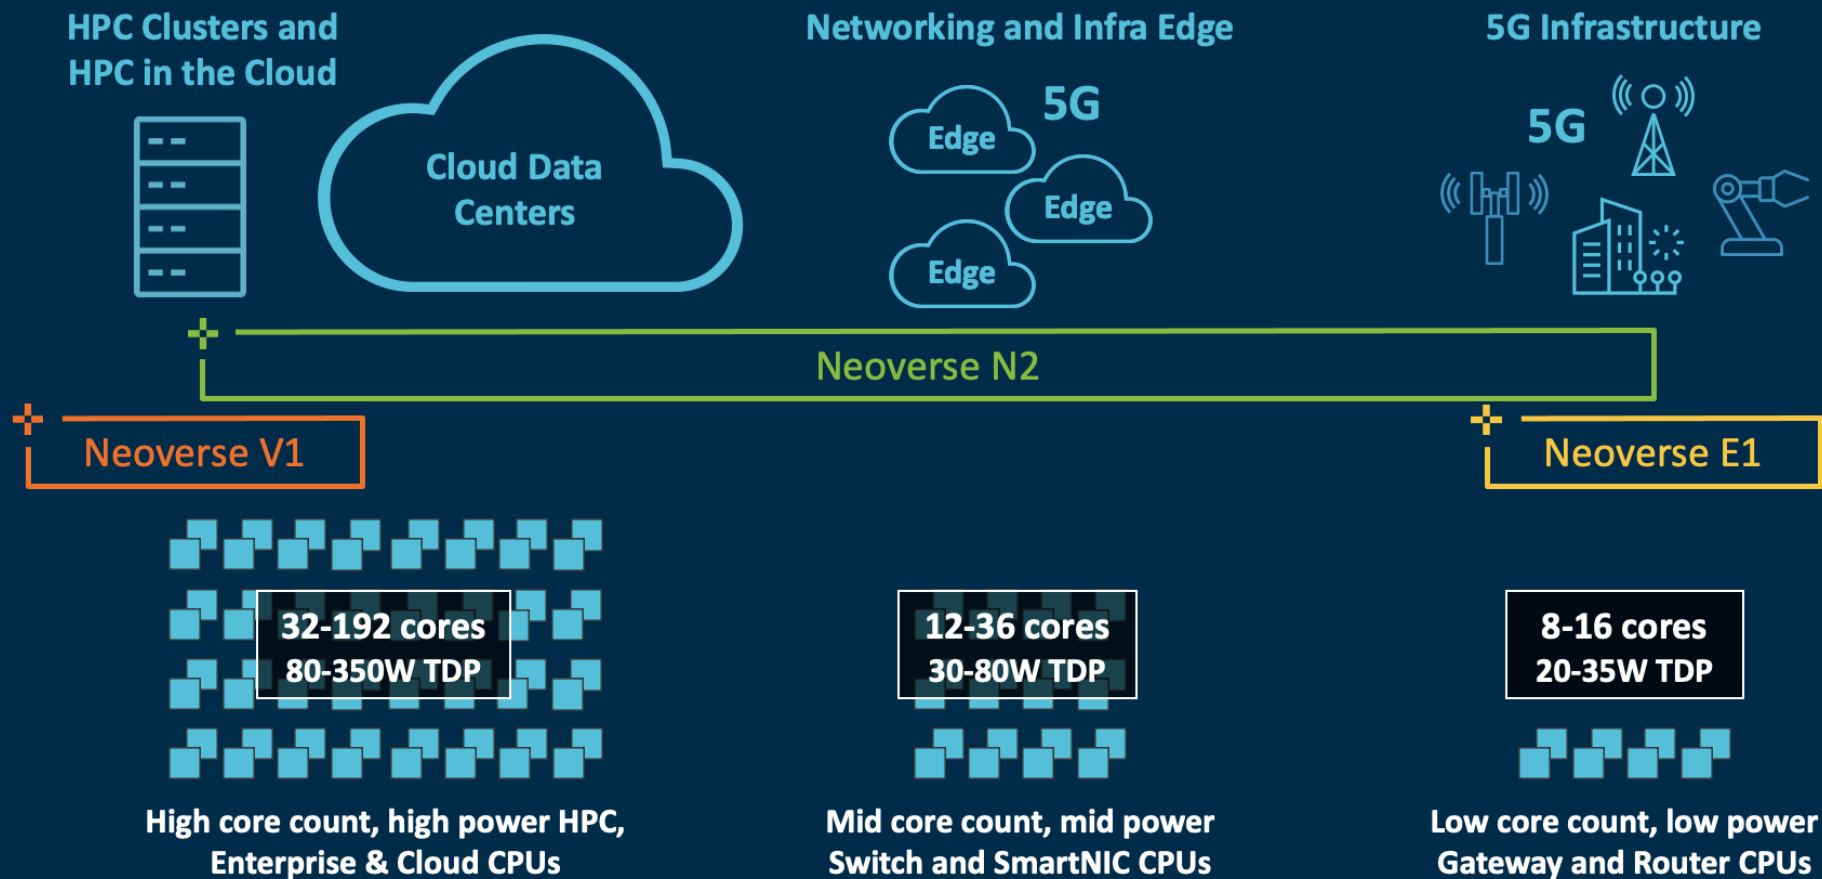 HPC Clusters and
HPC in the Cloud
Cloud Data
Centers
Networking and Infra Edge
5G
Edge
Edge
Edge
5G Infrastructure
5G
Neoverse N2
Neoverse V1
Neoverse E1
32-192 cores
80-350W TDP
12-36 cores
30-80W TDP
8-16 cores
20-35W TDP
High core count, high power HPC,
Enterprise & Cloud CPUs
Mid core count, mid power
Switch and SmartNIC CPUs
Low core count, low power
Gateway and Router CPUs